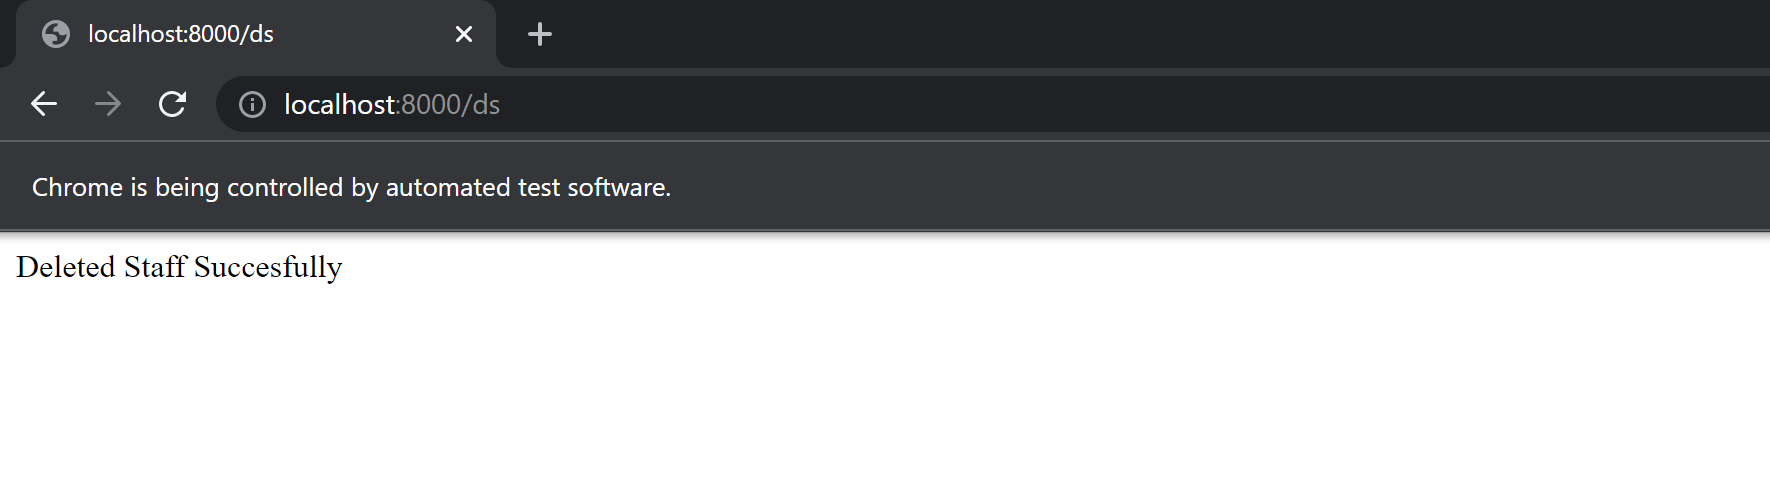 localhost:8000/ds
localhost:8000/ds
Chrome is being controlled by automated test software.
Deleted Staff Succesfully